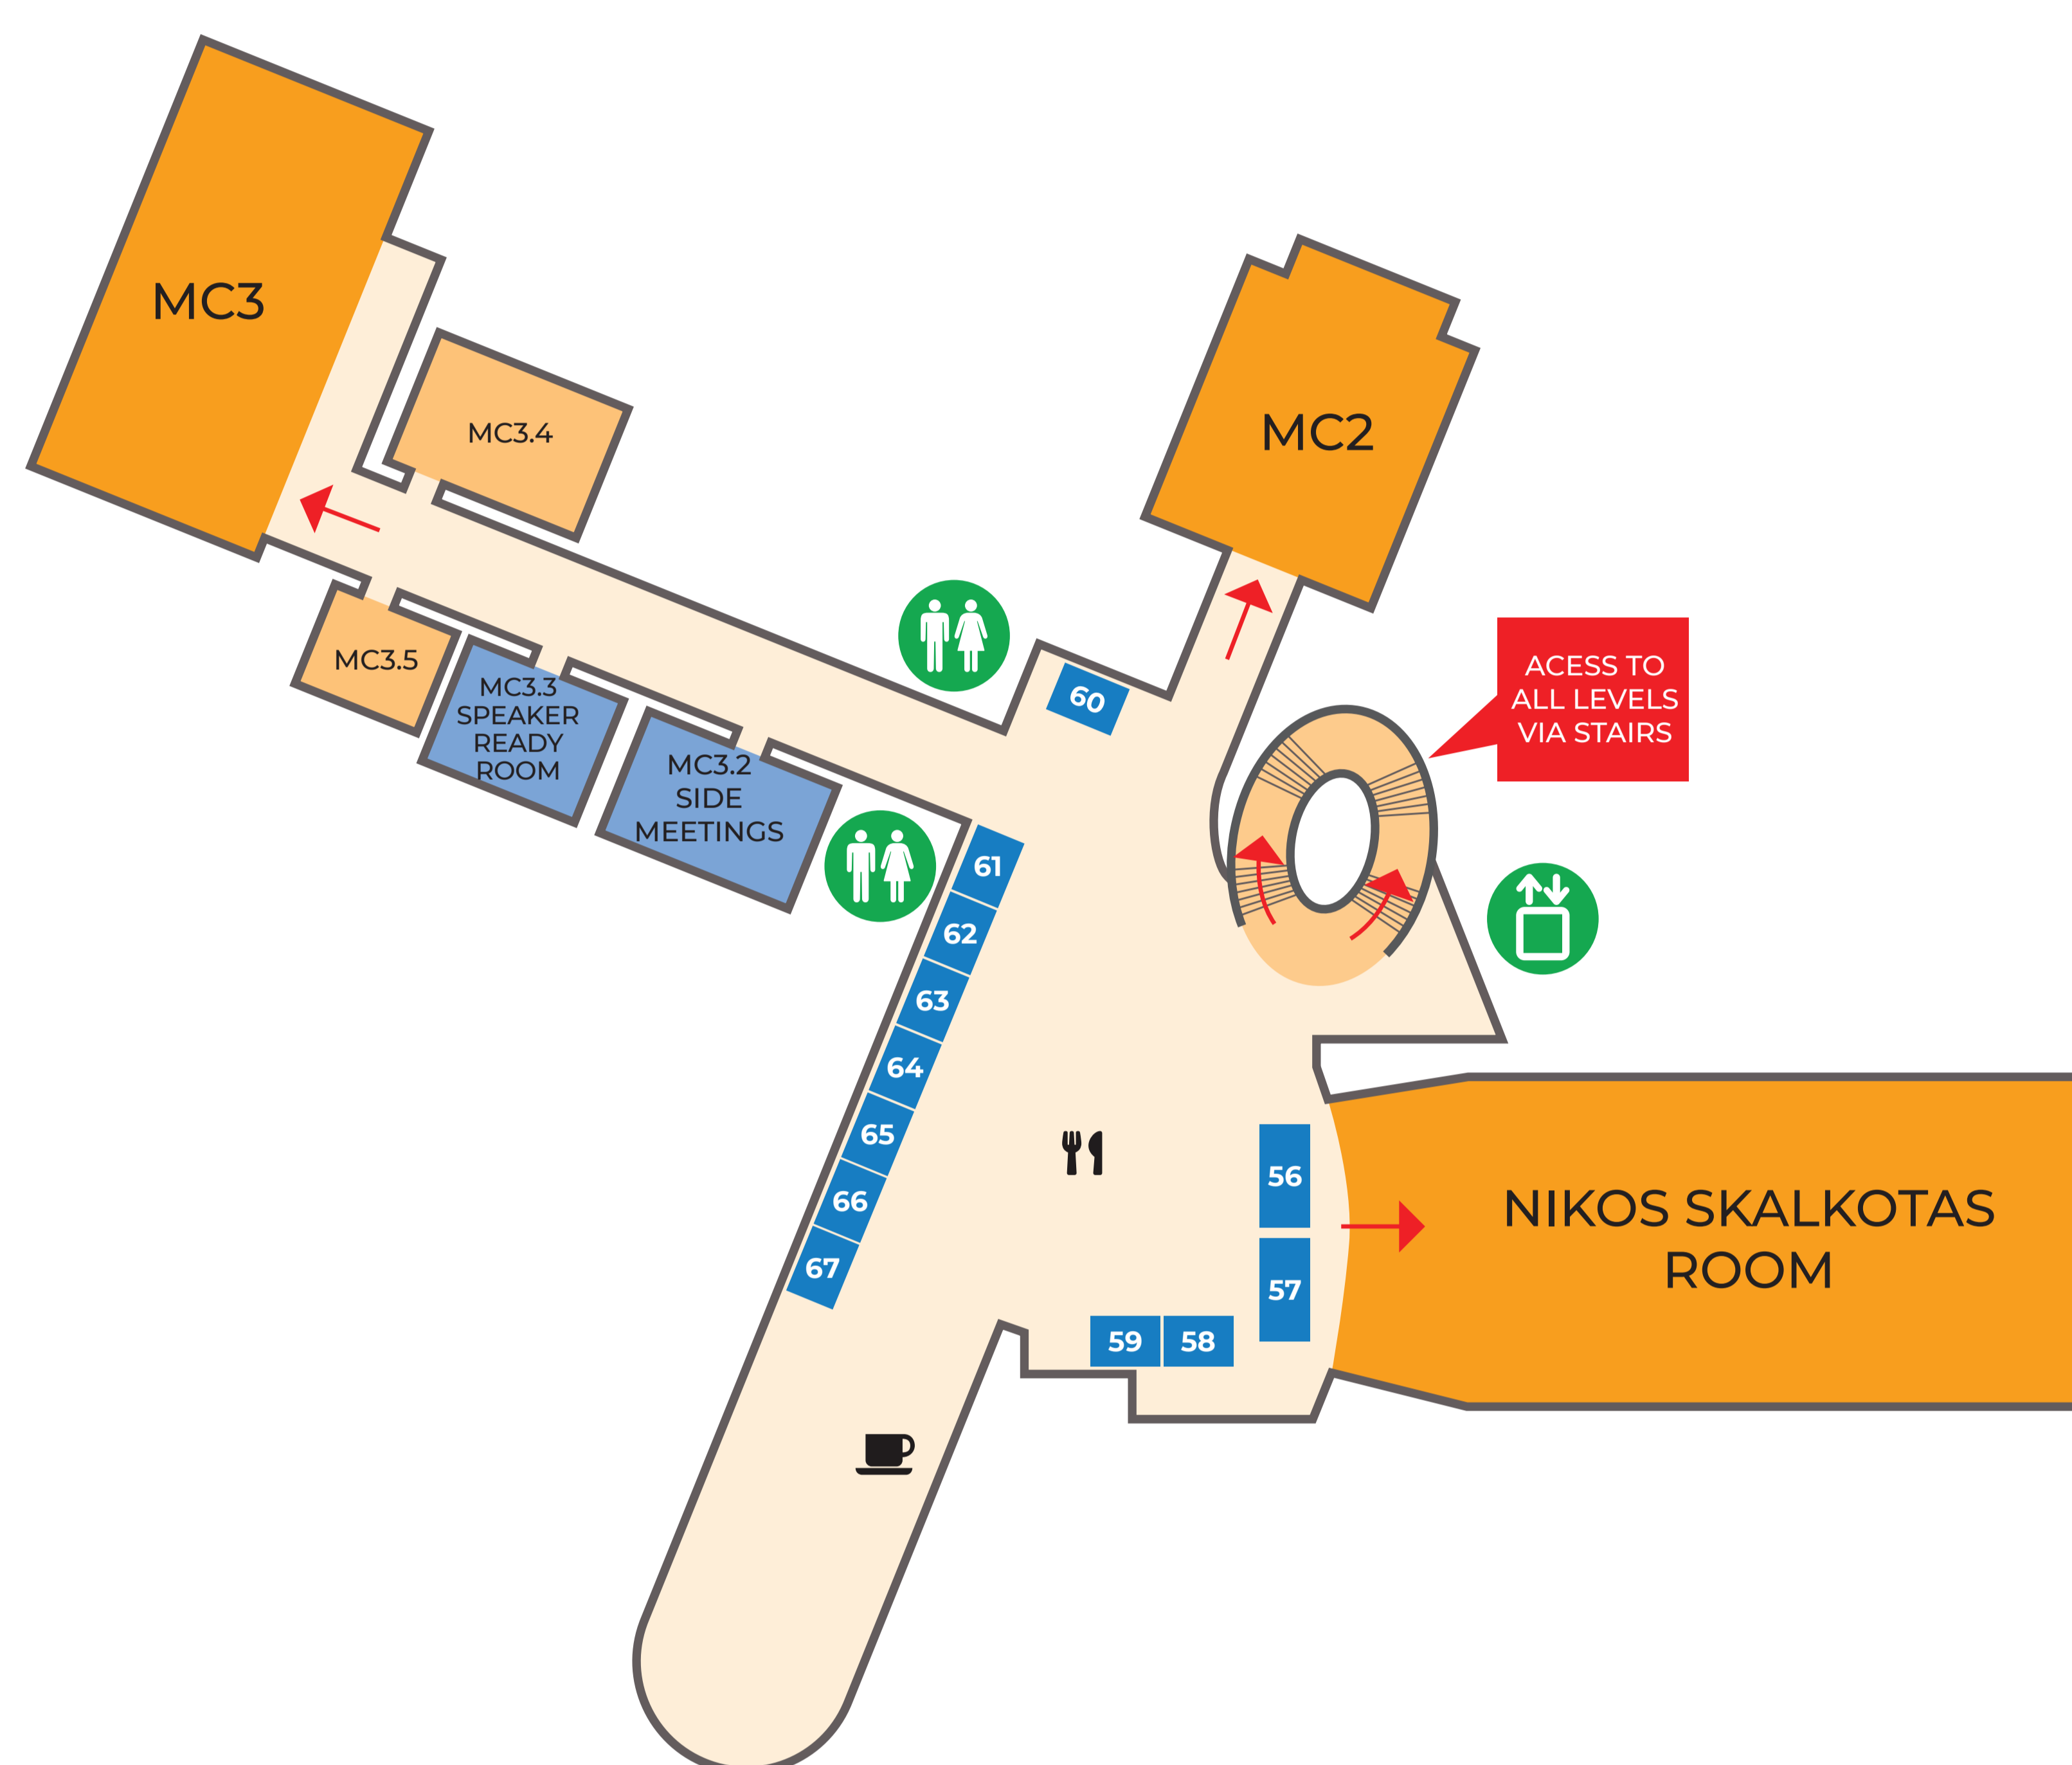 MC3
MC3.4
MC2
MC3.5
MC3.3
SPEAKER
READY
ROOM
MC3.2
SIDE
MEETINGS
60
ACESS TO
ALL LEVELS
VIA STAIRS
61
62
63
64
65
66
67
56
57
59
58
NIKOS SKALKOTAS
ROOM